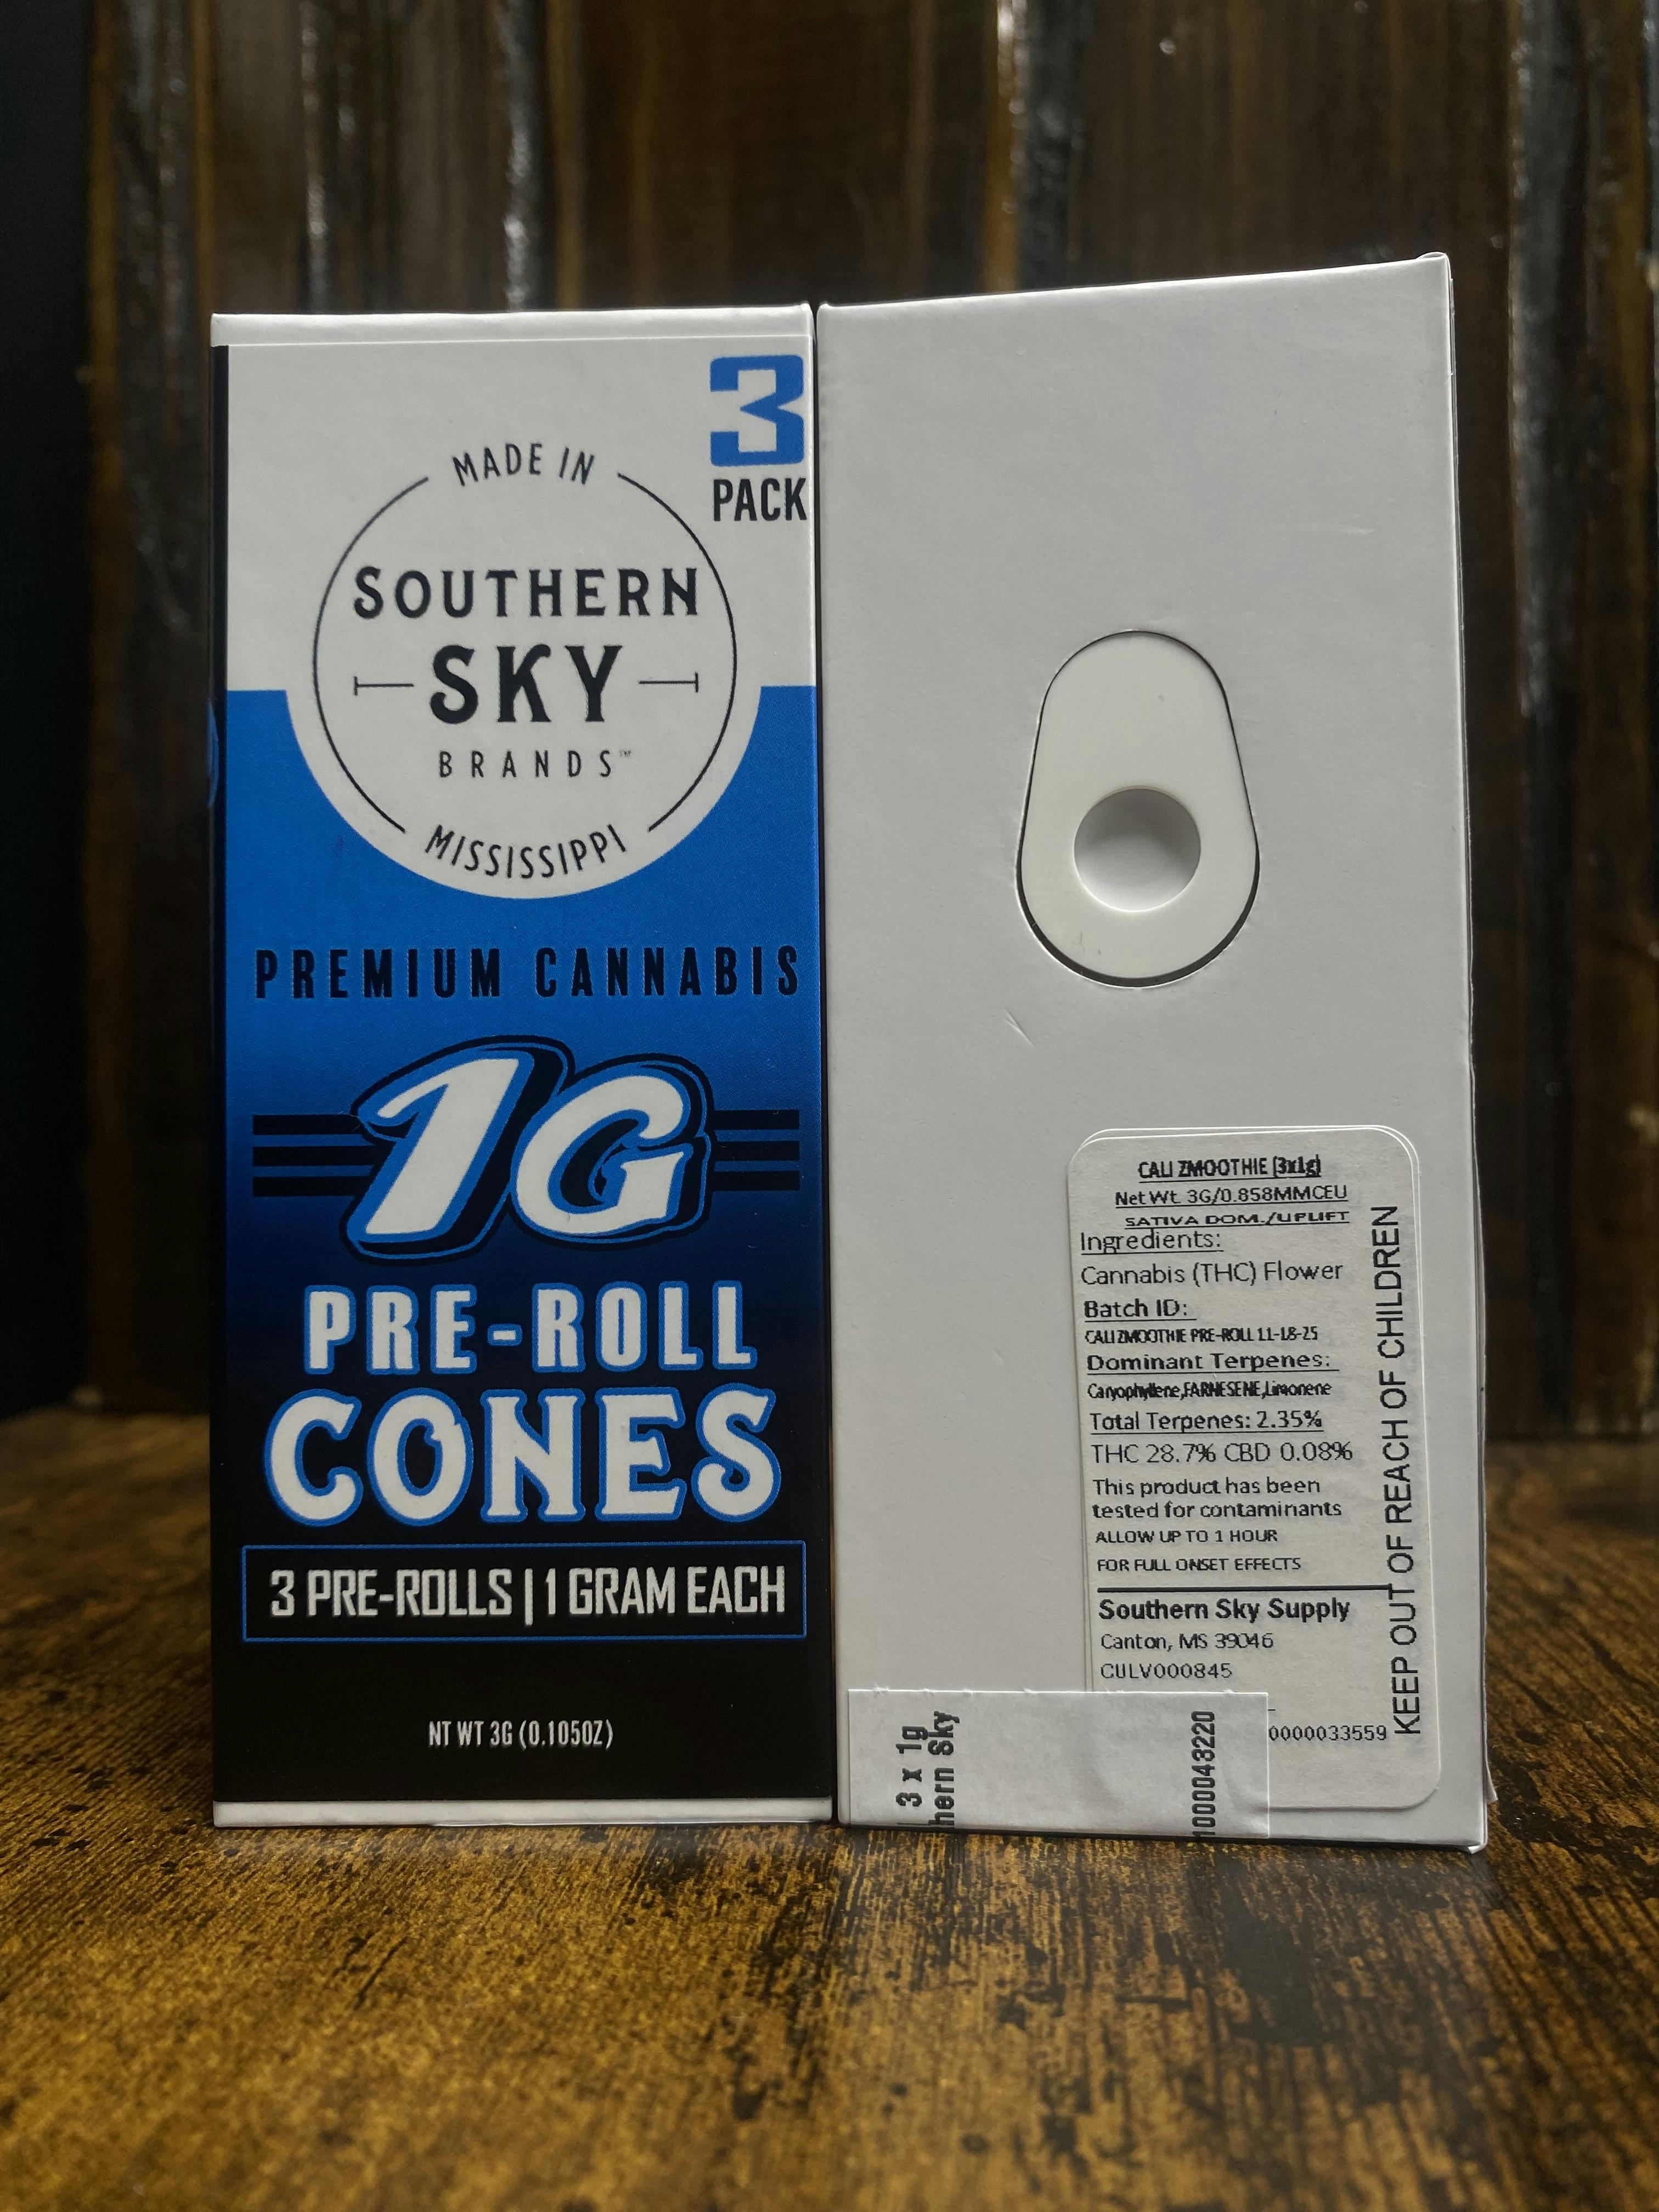 3
PACK
MADE IN
SOUTHERN
SKY
BRANDS™
MISSISSIPPI
PREMIUM CANNABIS
1G
PRE-ROLL
CONES
3 PRE-ROLLS | 1 GRAM EACH
NT WT 3G (0.105OZ)
CALI ZMOOTHIE (3x1g)
Net Wt. 3G/0.858MMCEU
SATIVA DOM./UPLIFT
Ingredients:
Cannabis (THC) Flower
Batch ID:
CALI ZMOOTHIE PRE-ROLL 11-18-25
Dominant Terpenes:
Caryophyllene,FARNESENE,Limonene
Total Terpenes: 2.35%
THC 28.7% CBD 0.08%
This product has been
tested for contaminants
ALLOW UP TO 1 HOUR
FOR FULL ONSET EFFECTS
Southern Sky Supply
Canton, MS 39046
CULV000845
0000033559
KEEP OUT OF REACH OF CHILDREN
3 x 1g
hern Sky
1000043220